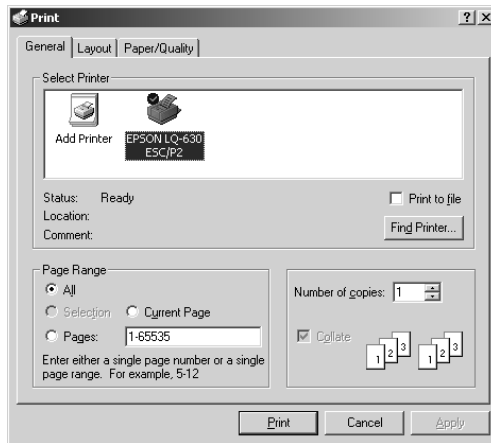 Print
General Layout Paper/Quality
Select Printer
Add Printer
EPSON LQ-630
ESC/P2
Status: Ready
Location:
Comment:
Print to file
Find Printer...
Page Range
All
Selection
Current Page
Pages: 1-65535
Enter either a single page number or a single
page range. For example, 5-12
Number of copies: 1
Collate
1 2 3 1 2 3
Print Cancel Apply